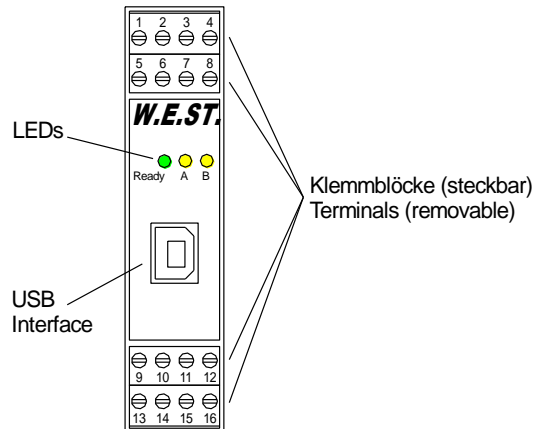 1 2 3 4
5 6 7 8
W.E.ST.
LEDs
Ready A B
Klemmblöcke (steckbar)
Terminals (removable)
USB
Interface
9 10 11 12
13 14 15 16